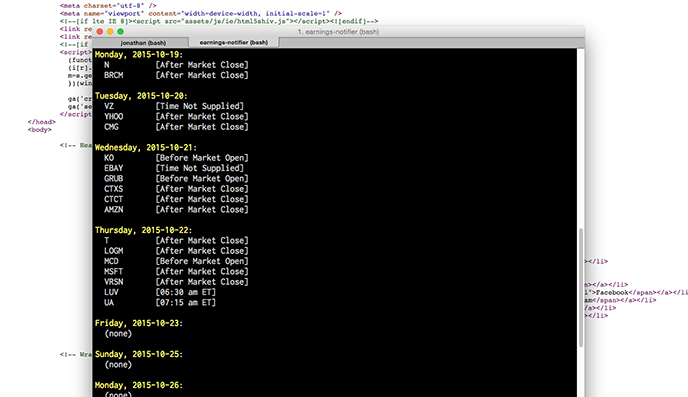 <meta charset="utf-8" />
<meta name="viewport" content="width=device-width, initial-scale=1" />
<!--[if lte IE 8]><script src="assets/js/ie/html5shiv.js"></script><![endif]-->
<link re
<link re
<!--[if
<script>
(func
(i[r].
m=s.ge
})(win
ga('cr
ga('se
</script
</head>
<body>
<!-- Hea
<!-- Wra
1. earnings-notifier (bash)
jonathan (bash)
earnings-notifier (bash)
Monday, 2015-10-19:
N [After Market Close]
BRCM [After Market Close]
Tuesday, 2015-10-20:
VZ [Time Not Supplied]
YHOO [After Market Close]
CMG [After Market Close]
Wednesday, 2015-10-21:
KO [Before Market Open]
EBAY [Time Not Supplied]
GRUB [Before Market Open]
CTXS [After Market Close]
CTCT [After Market Close]
AMZN [After Market Close]
Thursday, 2015-10-22:
T [After Market Close]
LOGM [After Market Close]
MCD [Before Market Open]
MSFT [After Market Close]
VRSN [After Market Close]
LUV [06:30 am ET]
UA [07:15 am ET]
Friday, 2015-10-23:
(none)
Sunday, 2015-10-25:
(none)
Monday, 2015-10-26:
(none)
></li>
></a></li>
">Facebook</span></a></li>
am</span></a></li>
></li>